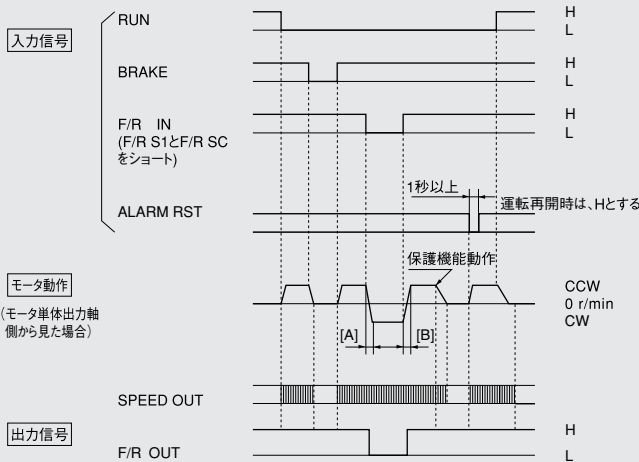 入力信号
RUN
H
L
BRAKE
H
L
F/R IN
(F/R S1とF/R SC
をショート)
H
L
ALARM RST
1秒以上
運転再開時は、Hとする
モータ動作
(モータ単体出力軸
側から見た場合)
保護機能動作
CCW
0 r/min
CW
[A]
[B]
SPEED OUT
出力信号
F/R OUT
H
L